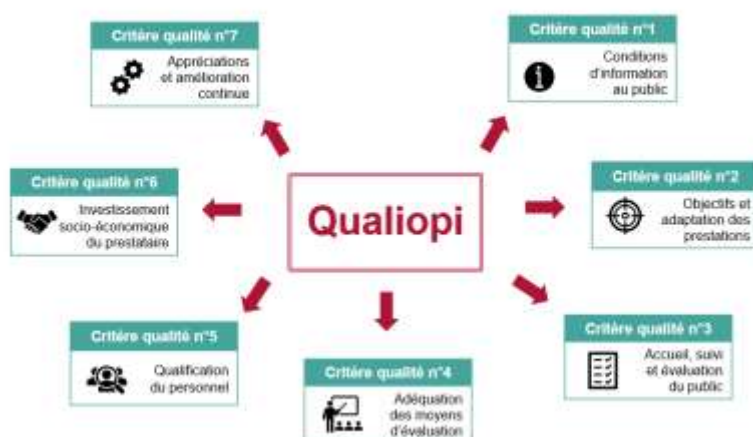 Qualiopi
Critère qualité n°1
Conditions
d'information
au public
Critère qualité n°2
Objectifs et
adaptation des
prestations
Critère qualité n°3
Accueil, suivi
et évaluation
du public
Critère qualité n°4
Adéquation
des moyens
d'évaluation
Critère qualité n°5
Qualification
du personnel
Critère qualité n°6
Investissement
socio-économique
du prestataire
Critère qualité n°7
Appréciations
et amélioration
continue